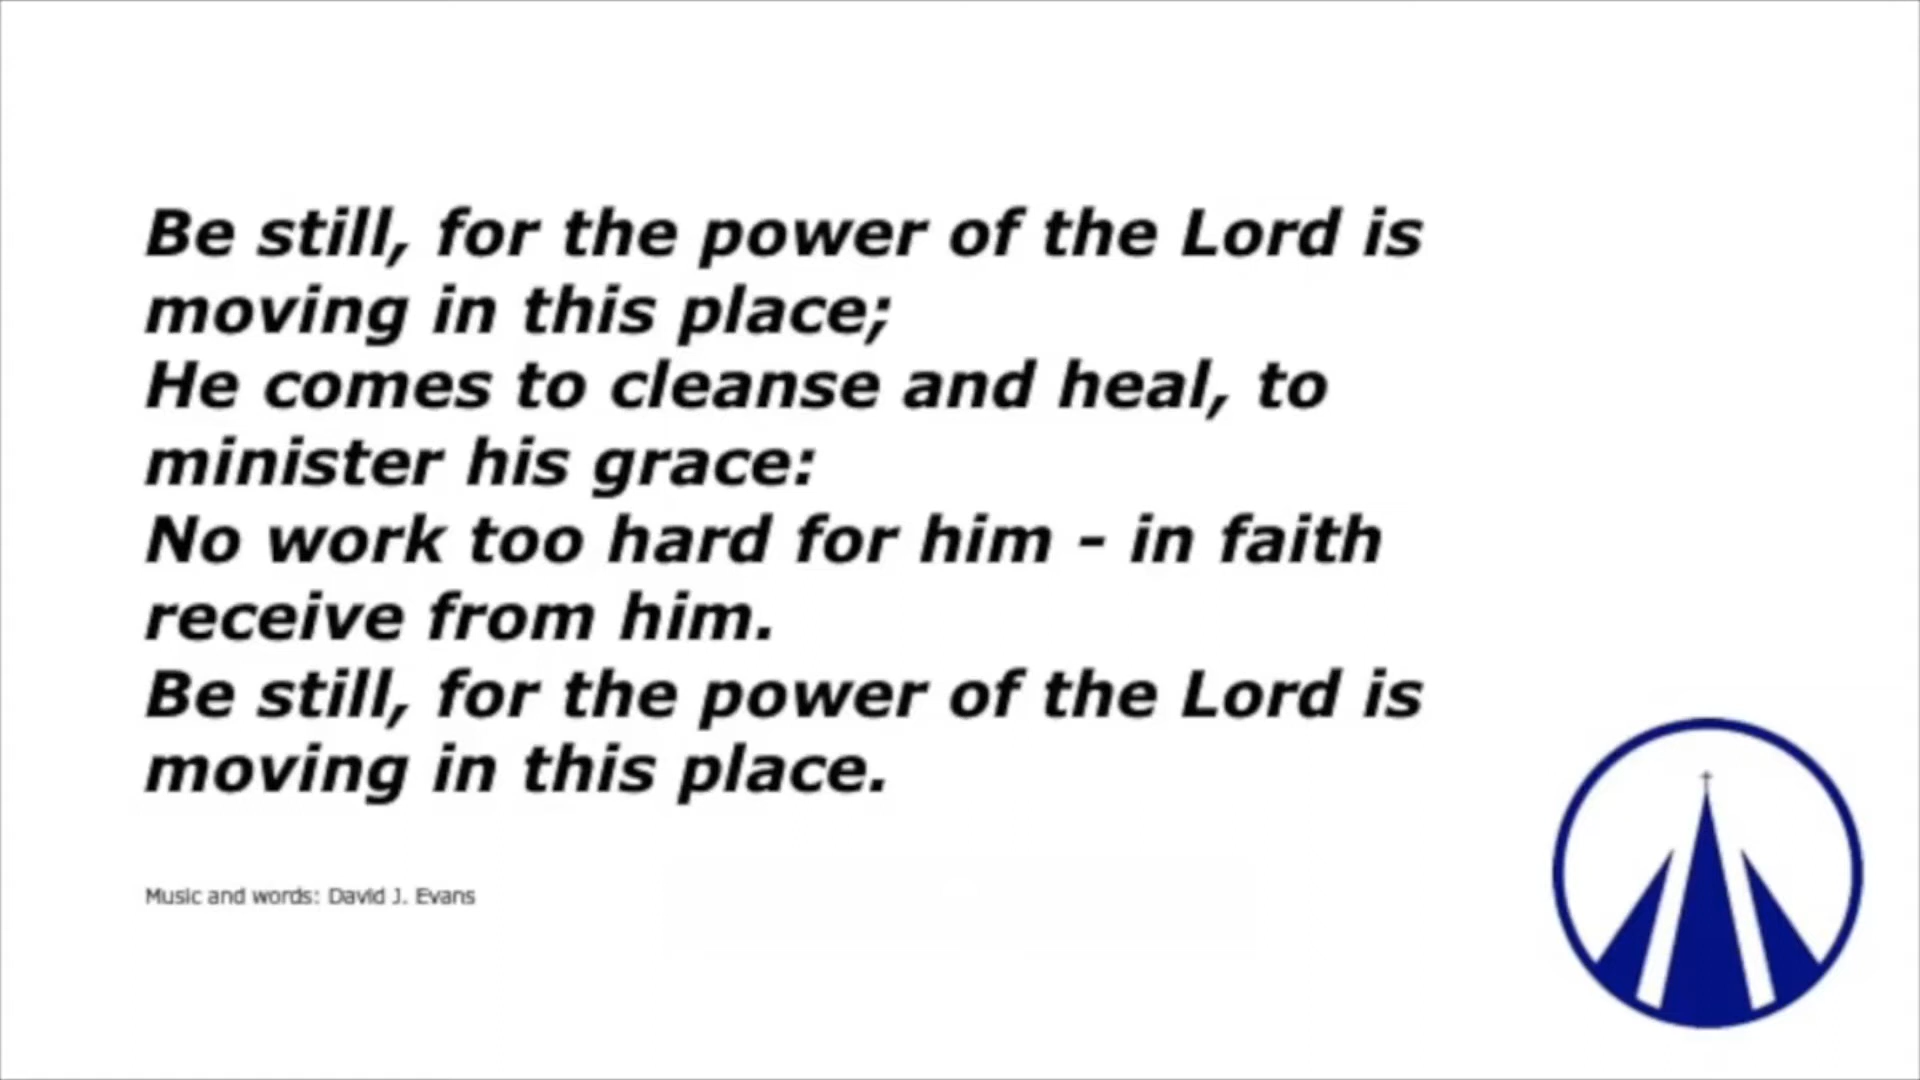 Be still, for the power of the Lord is
moving in this place;
He comes to cleanse and heal, to
minister his grace:
No work too hard for him - in faith
receive from him.
Be still, for the power of the Lord is
moving in this place.
Music and words: David J. Evans